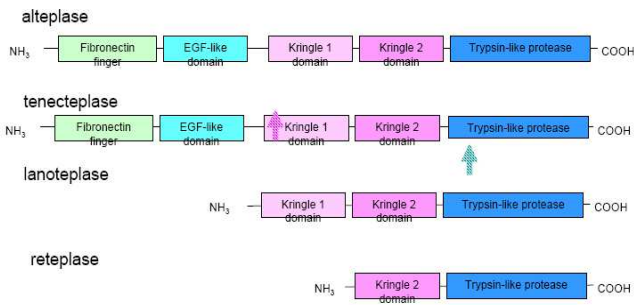 alteplase
NH3 Fibronectin finger EGF-like domain Kringle 1 domain Kringle 2 domain Trypsin-like protease COOH
tenecteplase
NH3 Fibronectin finger EGF-like domain Kringle 1 domain Kringle 2 domain Trypsin-like protease COOH
lanoteplase
NH3 Kringle 1 domain Kringle 2 domain Trypsin-like protease COOH
reteplase
NH3 Kringle 2 domain Trypsin-like protease COOH